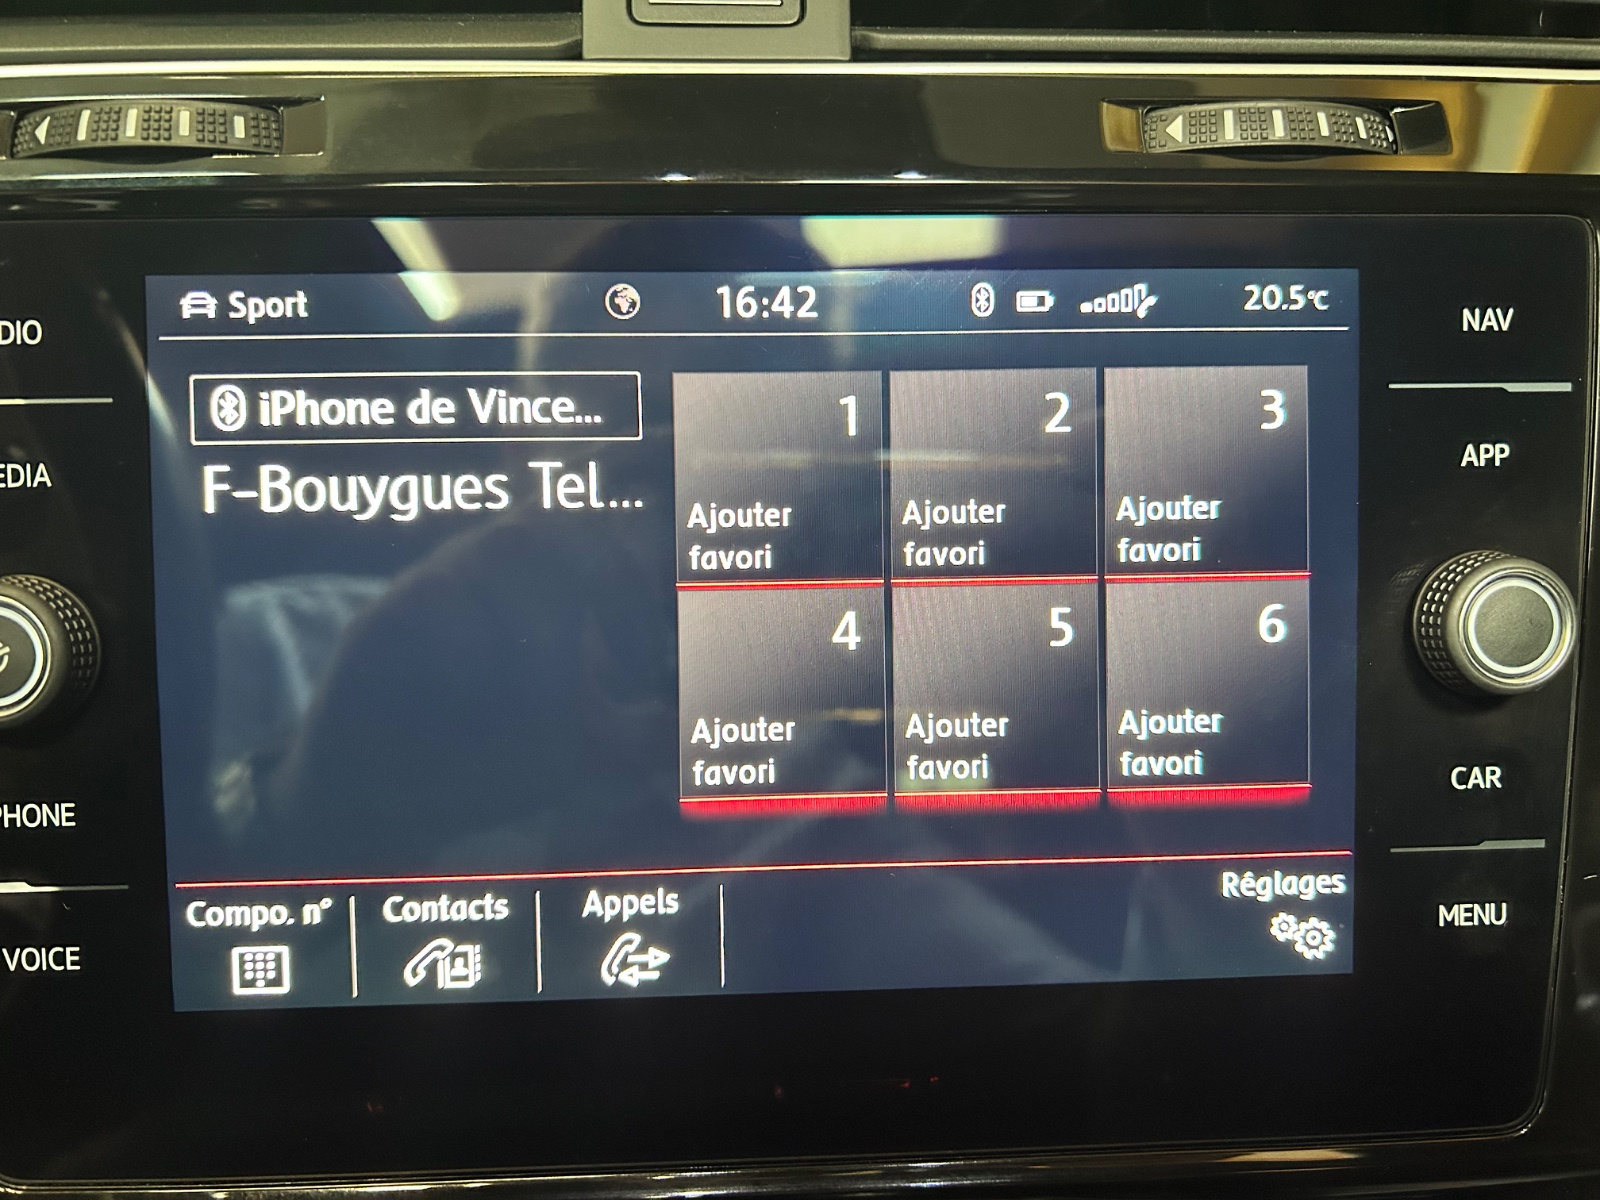 Sport
16:42
20.5°C
iPhone de Vince...
F-Bouygues Tel...
1
2
3
Ajouter
favori
Ajouter
favori
Ajouter
favori
4
5
6
Ajouter
favori
Ajouter
favori
Ajouter
favori
Compo. n°
Contacts
Appels
Réglages
DIO
EDIA
PHONE
VOICE
NAV
APP
CAR
MENU